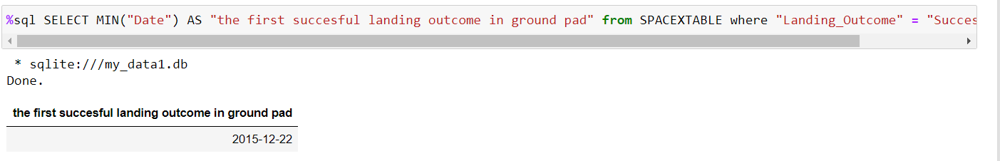 %sql SELECT MIN("Date") AS "the first succesful landing outcome in ground pad" from SPACEXTABLE where "Landing_Outcome" = "Succes
* sqlite:///my_data1.db
Done.
the first succesful landing outcome in ground pad
2015-12-22